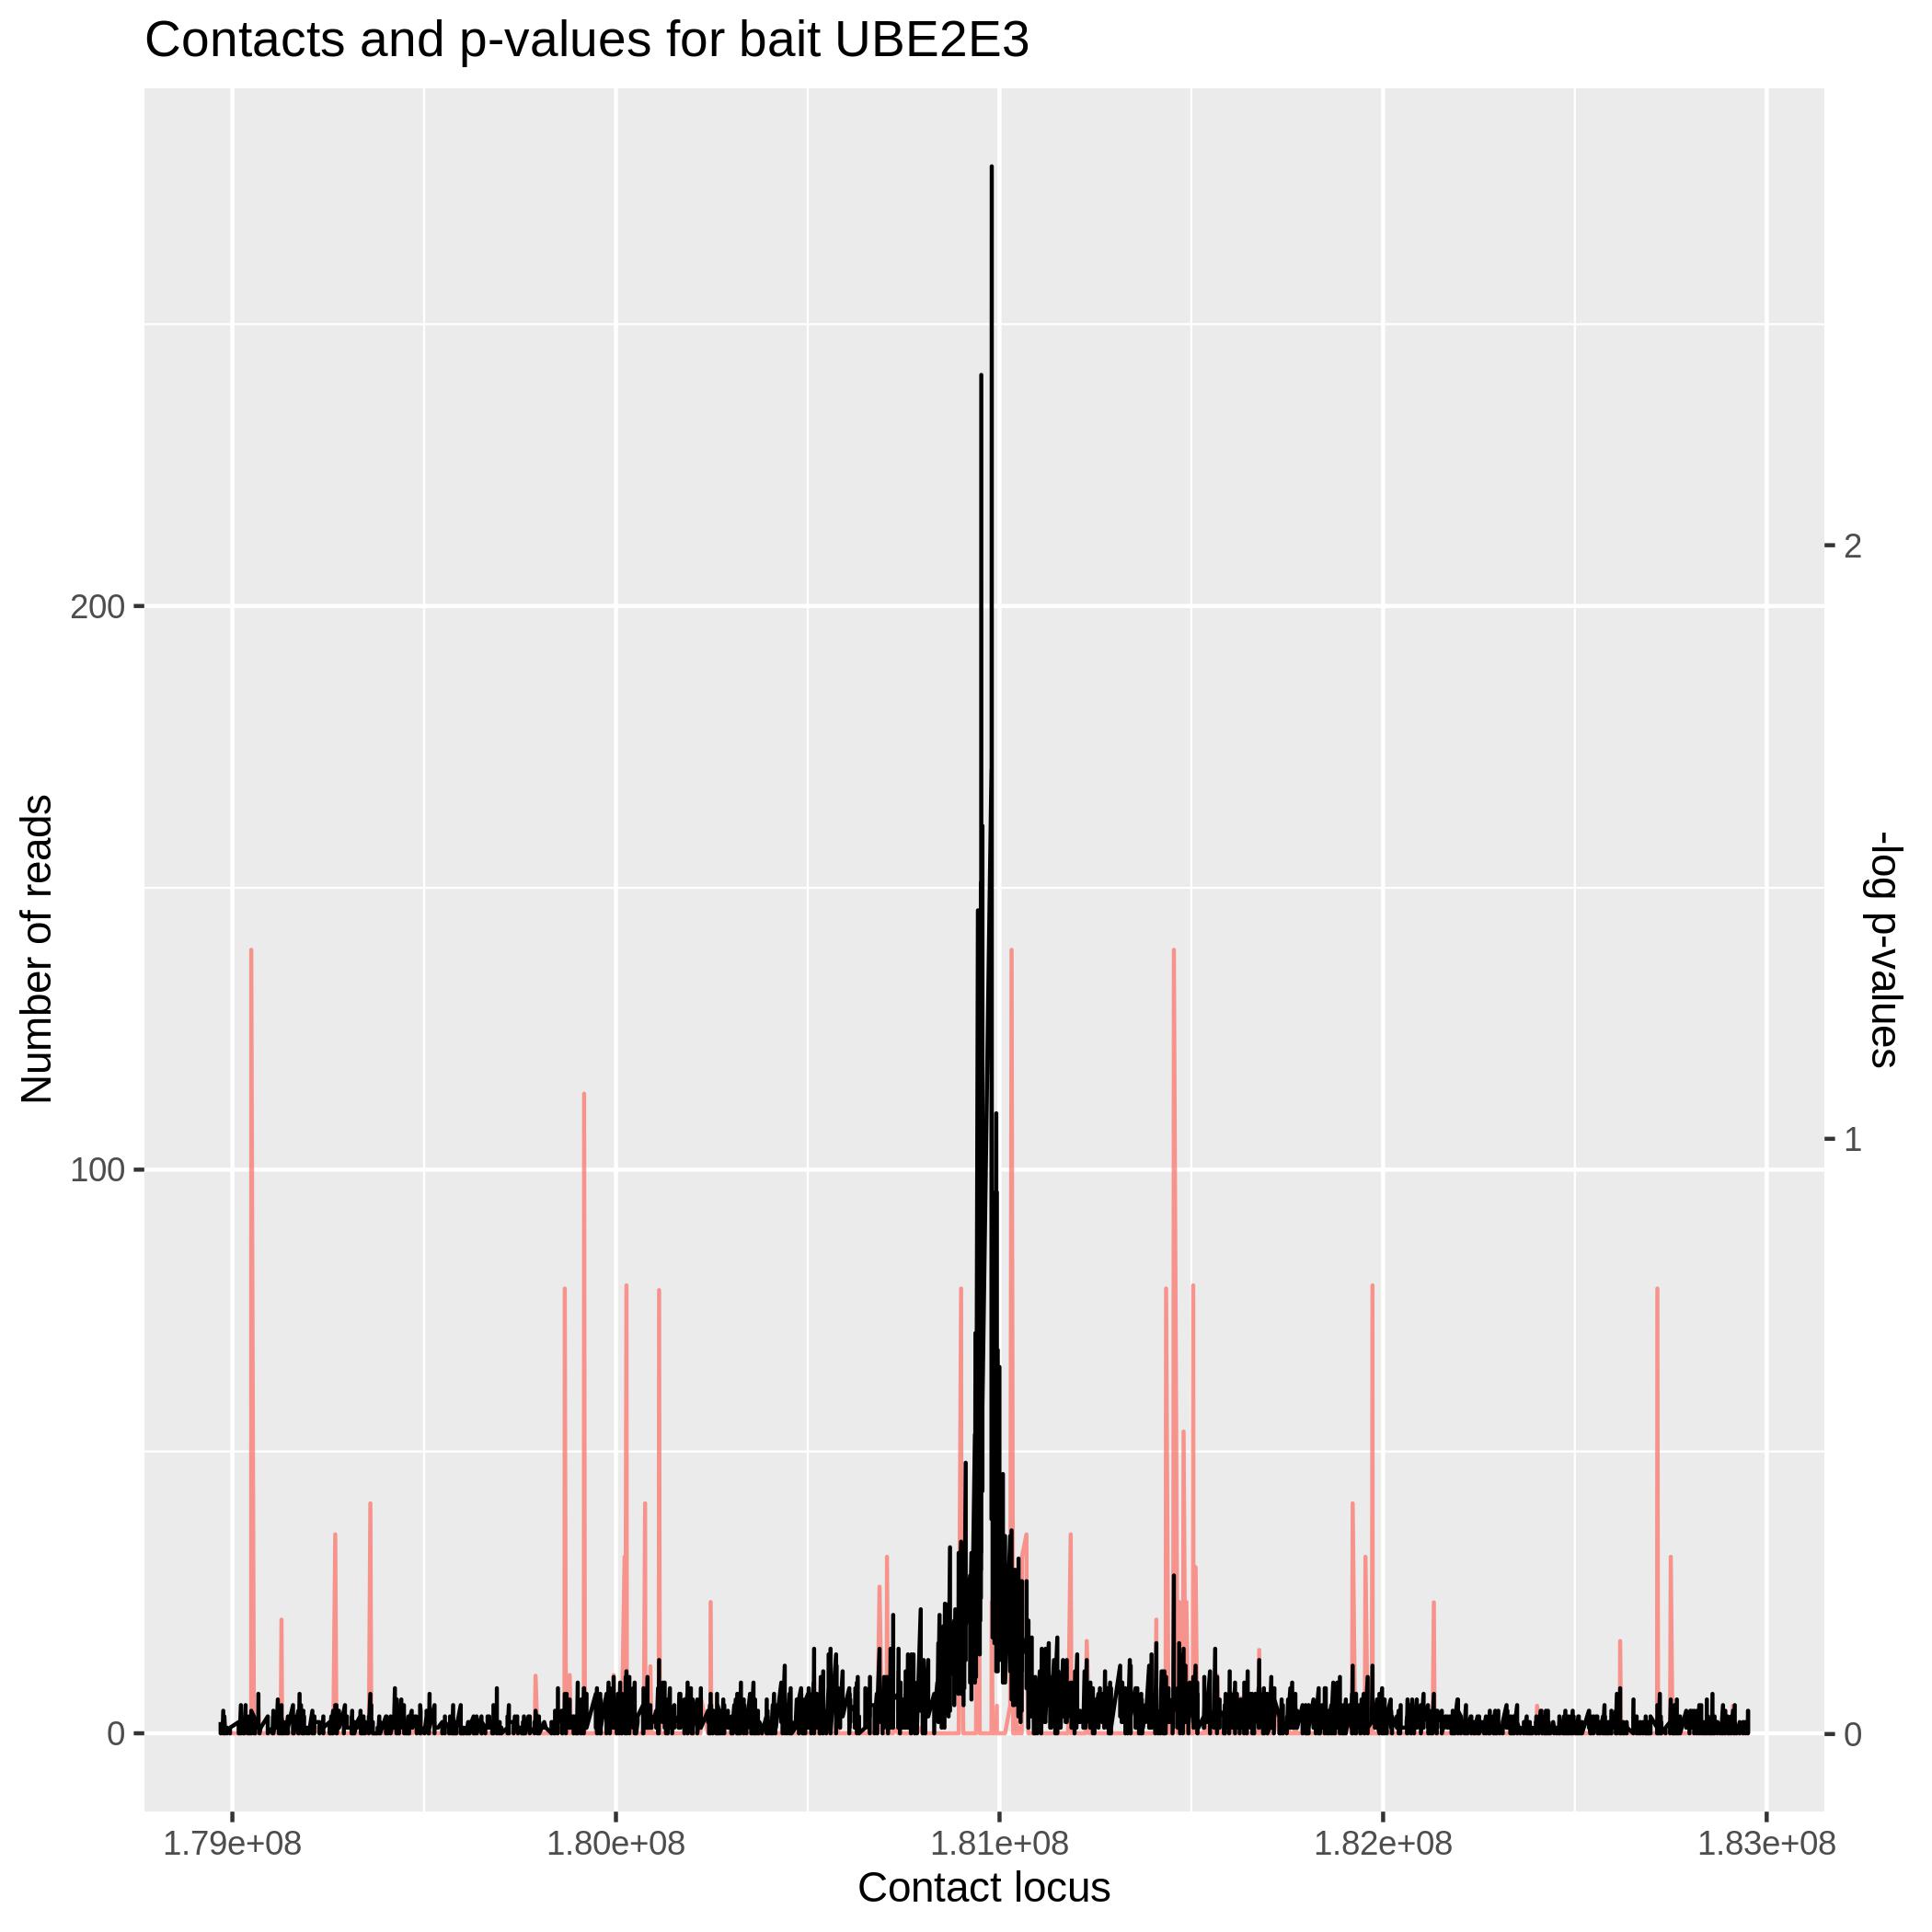 Contacts and p-values for bait UBE2E3
Number of reads
200
100
0
2
1
0
-log p-values
1.79e+08 1.80e+08 1.81e+08 1.82e+08 1.83e+08
Contact locus